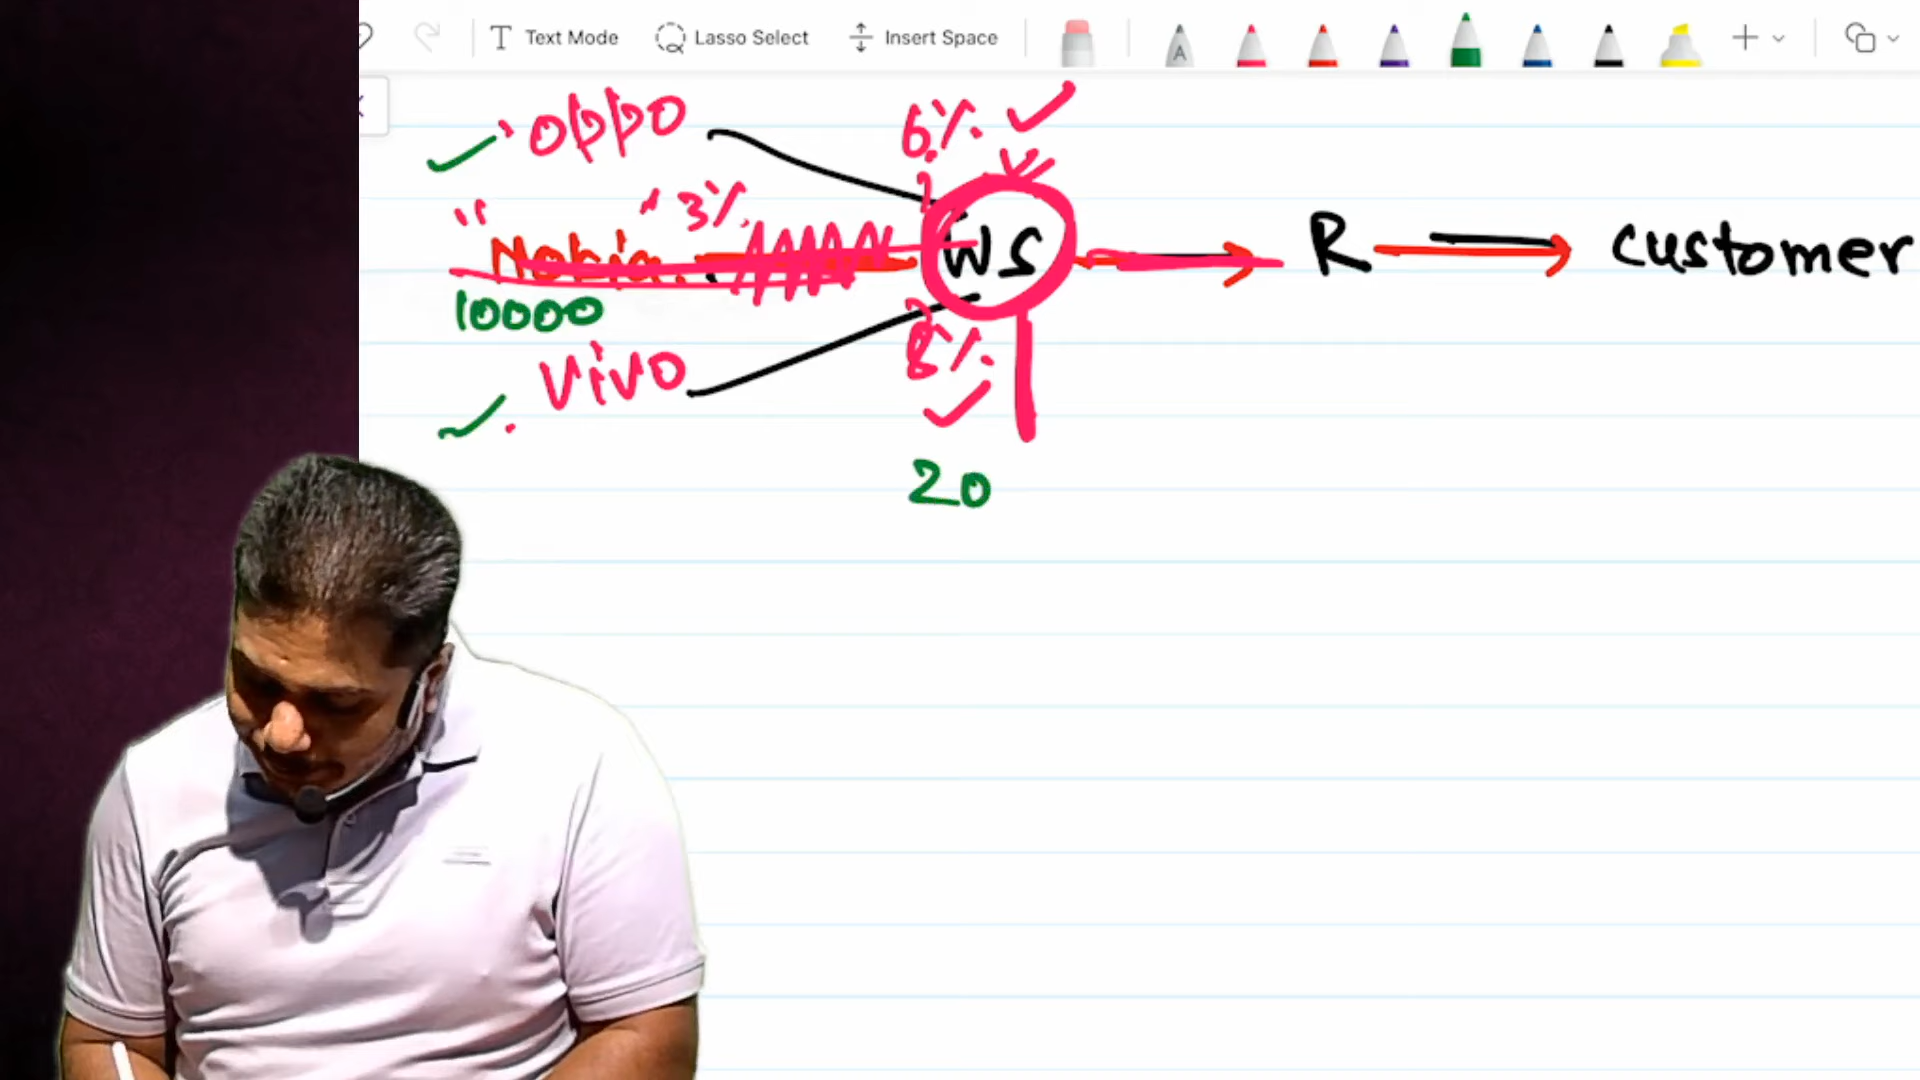 Text Mode Lasso Select Insert Space
A
oppo 6%
"Nokia" 3% WS R customer
10000
vivo 8%
20